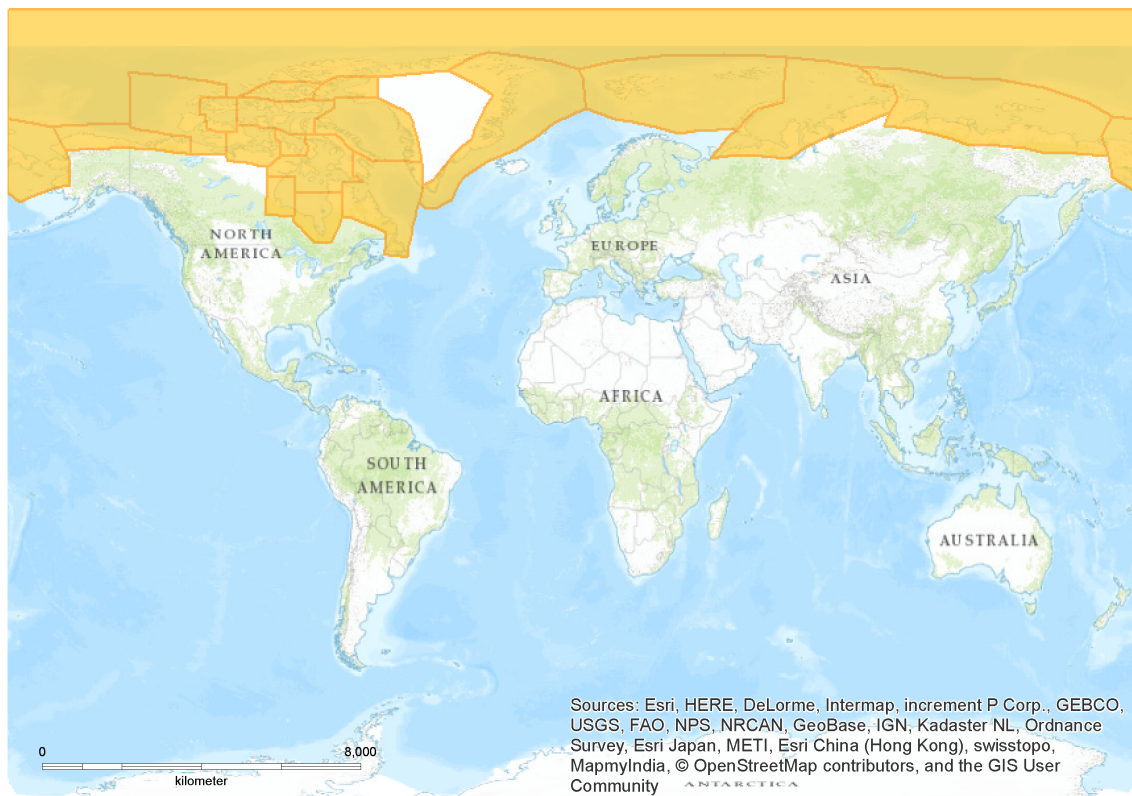 NORTH
AMERICA
EUROPE
ASIA
AFRICA
SOUTH
AMERICA
AUSTRALIA
Sources: Esri, HERE, DeLorme, Intermap, increment P Corp., GEBCO,
USGS, FAO, NPS, NRCAN, GeoBase, IGN, Kadaster NL, Ordnance
Survey, Esri Japan, METI, Esri China (Hong Kong), swisstopo,
MapmyIndia, © OpenStreetMap contributors, and the GIS User
Community
ANTARCTICA
0 8,000
kilometer